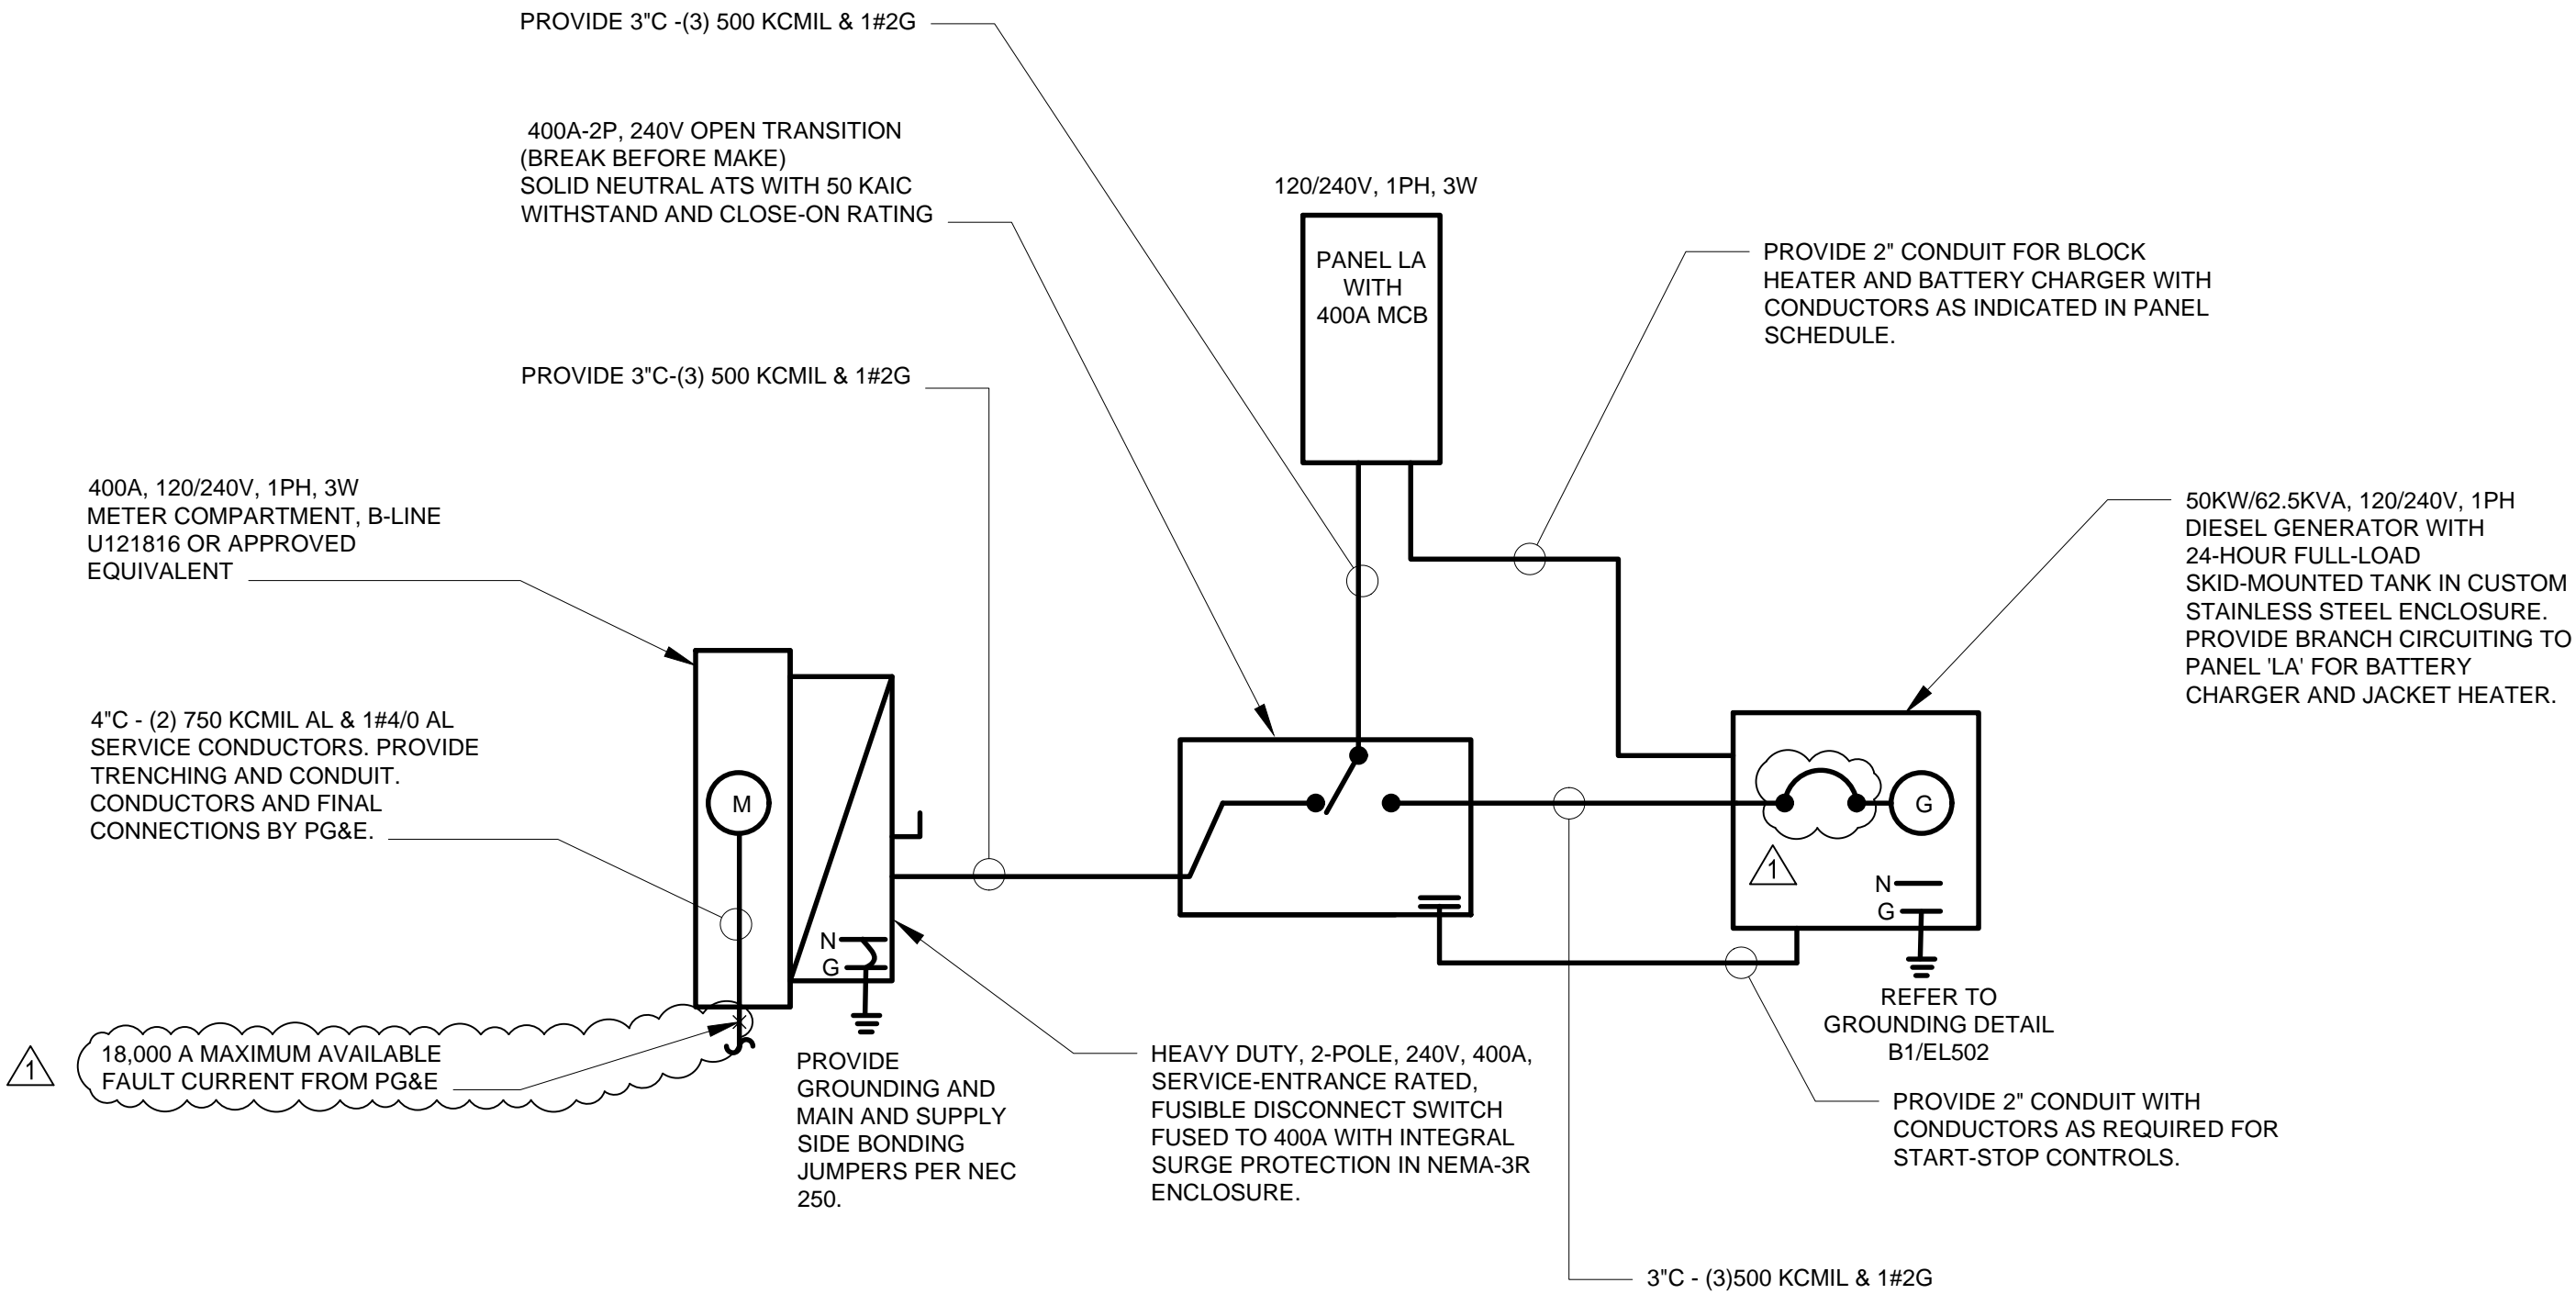 PROVIDE 3"C -(3) 500 KCMIL & 1#2G
400A-2P, 240V OPEN TRANSITION
(BREAK BEFORE MAKE)
SOLID NEUTRAL ATS WITH 50 KAIC
WITHSTAND AND CLOSE-ON RATING
PROVIDE 3"C-(3) 500 KCMIL & 1#2G
120/240V, 1PH, 3W
PANEL LA
WITH
400A MCB
PROVIDE 2" CONDUIT FOR BLOCK
HEATER AND BATTERY CHARGER WITH
CONDUCTORS AS INDICATED IN PANEL
SCHEDULE.
400A, 120/240V, 1PH, 3W
METER COMPARTMENT, B-LINE
U121816 OR APPROVED
EQUIVALENT
50KW/62.5KVA, 120/240V, 1PH
DIESEL GENERATOR WITH
24-HOUR FULL-LOAD
SKID-MOUNTED TANK IN CUSTOM
STAINLESS STEEL ENCLOSURE.
PROVIDE BRANCH CIRCUITING TO
PANEL 'LA' FOR BATTERY
CHARGER AND JACKET HEATER.
4"C - (2) 750 KCMIL AL & 1#4/0 AL
SERVICE CONDUCTORS. PROVIDE
TRENCHING AND CONDUIT.
CONDUCTORS AND FINAL
CONNECTIONS BY PG&E.
M
N
G
G
1
N
G
REFER TO
GROUNDING DETAIL
B1/EL502
1
18,000 A MAXIMUM AVAILABLE
FAULT CURRENT FROM PG&E
PROVIDE
GROUNDING AND
MAIN AND SUPPLY
SIDE BONDING
JUMPERS PER NEC
250.
HEAVY DUTY, 2-POLE, 240V, 400A,
SERVICE-ENTRANCE RATED,
FUSIBLE DISCONNECT SWITCH
FUSED TO 400A WITH INTEGRAL
SURGE PROTECTION IN NEMA-3R
ENCLOSURE.
PROVIDE 2" CONDUIT WITH
CONDUCTORS AS REQUIRED FOR
START-STOP CONTROLS.
3"C - (3)500 KCMIL & 1#2G